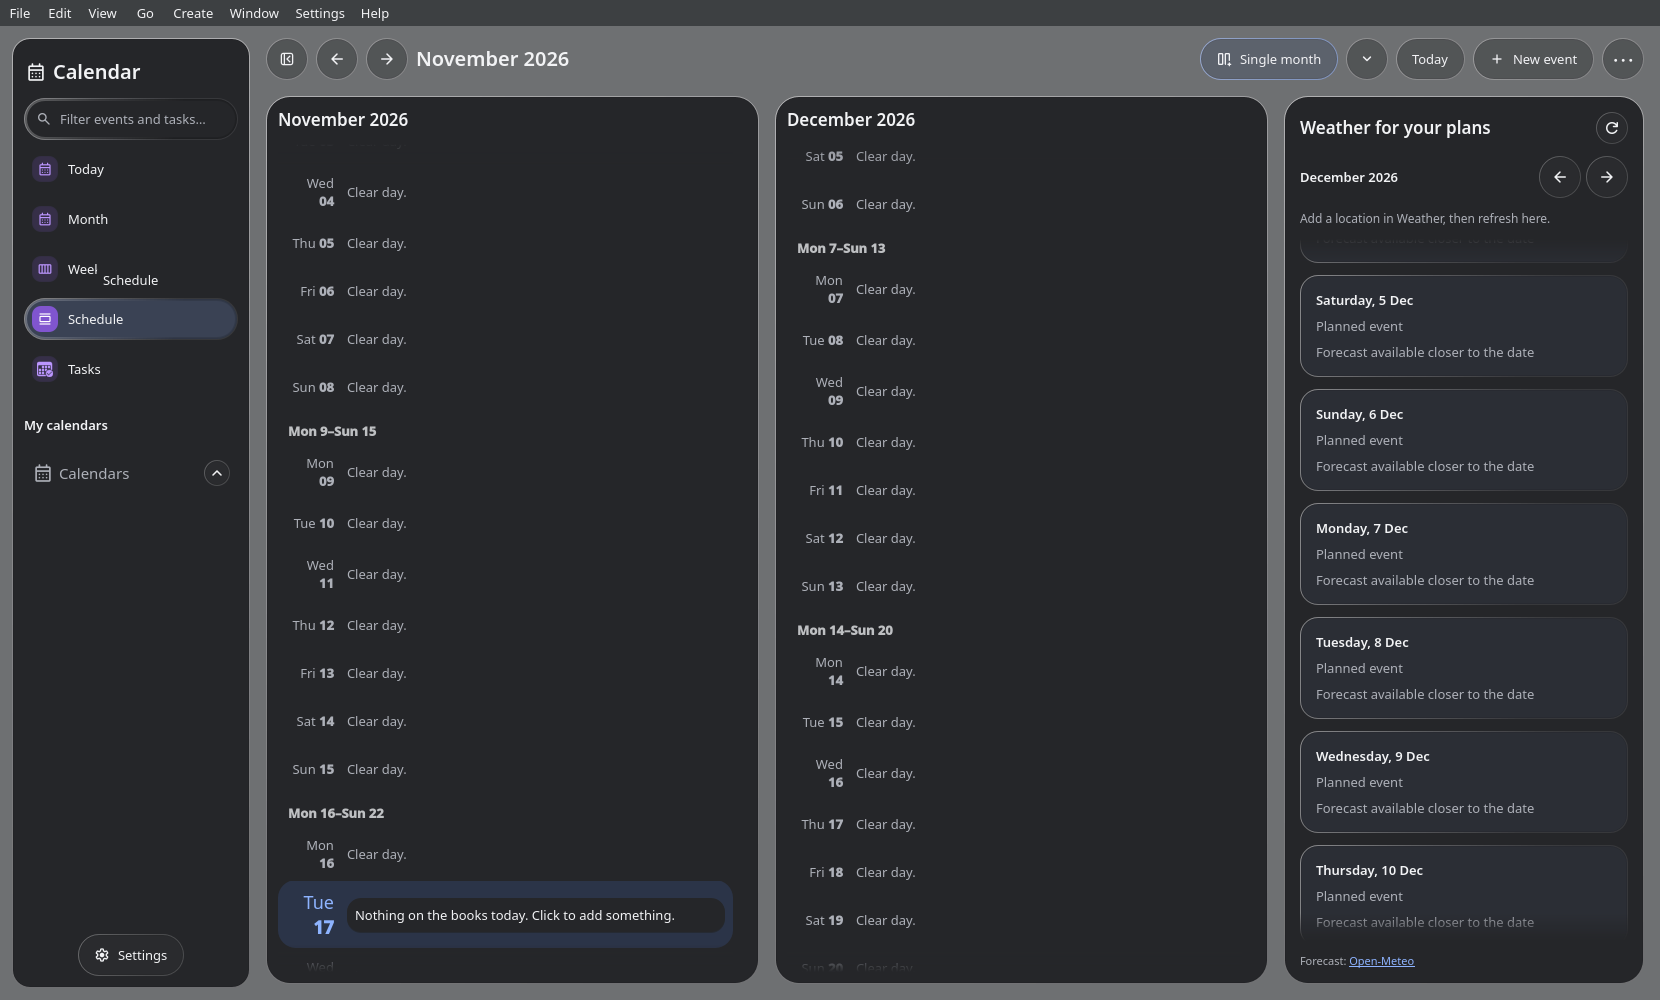 File Edit View Go Create Window Settings Help
Calendar
Filter events and tasks...
Today
Month
Weel
Schedule
Schedule
Tasks
My calendars
Calendars
Settings
November 2026
Single month
Today
New event
November 2026
Wed 04 Clear day.
Thu 05 Clear day.
Fri 06 Clear day.
Sat 07 Clear day.
Sun 08 Clear day.
Mon 9–Sun 15
Mon 09 Clear day.
Tue 10 Clear day.
Wed 11 Clear day.
Thu 12 Clear day.
Fri 13 Clear day.
Sat 14 Clear day.
Sun 15 Clear day.
Mon 16–Sun 22
Mon 16 Clear day.
Tue 17 Nothing on the books today. Click to add something.
Wed
December 2026
Sat 05 Clear day.
Sun 06 Clear day.
Mon 7–Sun 13
Mon 07 Clear day.
Tue 08 Clear day.
Wed 09 Clear day.
Thu 10 Clear day.
Fri 11 Clear day.
Sat 12 Clear day.
Sun 13 Clear day.
Mon 14–Sun 20
Mon 14 Clear day.
Tue 15 Clear day.
Wed 16 Clear day.
Thu 17 Clear day.
Fri 18 Clear day.
Sat 19 Clear day.
Sun 20 Clear day.
Weather for your plans
December 2026
Add a location in Weather, then refresh here.
Forecast available closer to the date
Saturday, 5 Dec
Planned event
Forecast available closer to the date
Sunday, 6 Dec
Planned event
Forecast available closer to the date
Monday, 7 Dec
Planned event
Forecast available closer to the date
Tuesday, 8 Dec
Planned event
Forecast available closer to the date
Wednesday, 9 Dec
Planned event
Forecast available closer to the date
Thursday, 10 Dec
Planned event
Forecast available closer to the date
Forecast: Open-Meteo